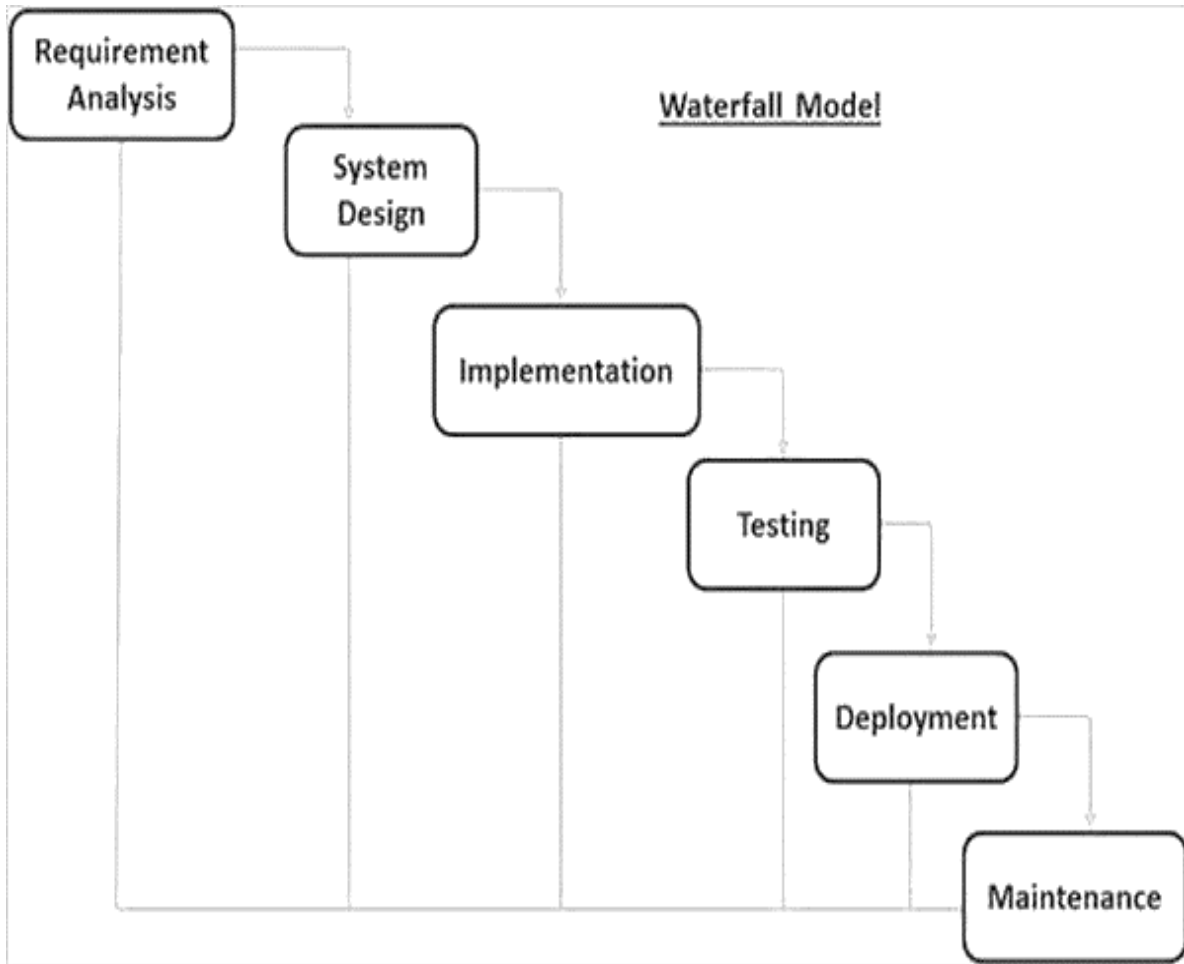 Requirement
Analysis
Waterfall Model
System
Design
Implementation
Testing
Deployment
Maintenance